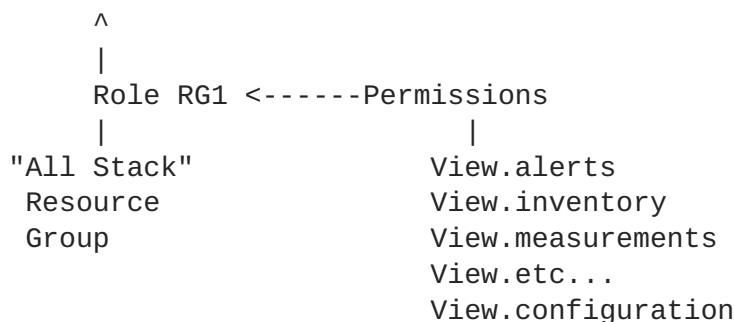 ^
|
Role RG1 <------Permissions
| |
"All Stack" View.alerts
Resource View.inventory
Group View.measurements
View.etc...
View.configuration